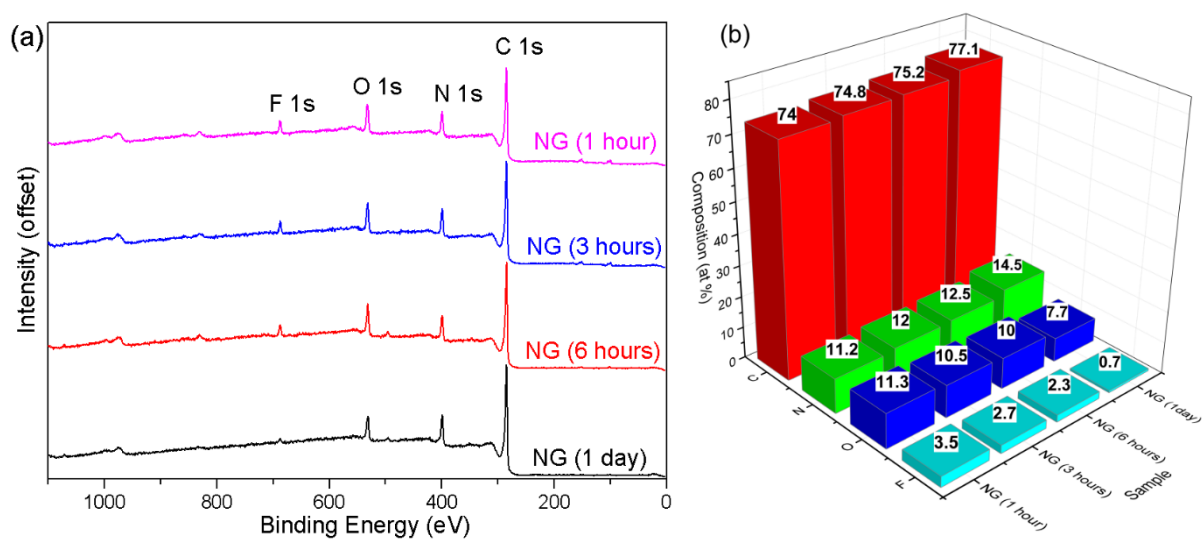 (a)
C 1s
O 1s
N 1s
F 1s
NG (1 hour)
NG (3 hours)
NG (6 hours)
NG (1 day)
Intensity (offset)
1000 800 600 400 200 0
Binding Energy (eV)
(b)
77.1
75.2
74.8
74
14.5
12.5
12
11.2
7.7
10
10.5
11.3
0.7
2.3
2.7
3.5
80
70
60
50
40
30
20
10
0
Composition (at %)
C
N
O
F
NG (1day)
NG (6 hours)
NG (3 hours)
NG (1 hour)
Sample